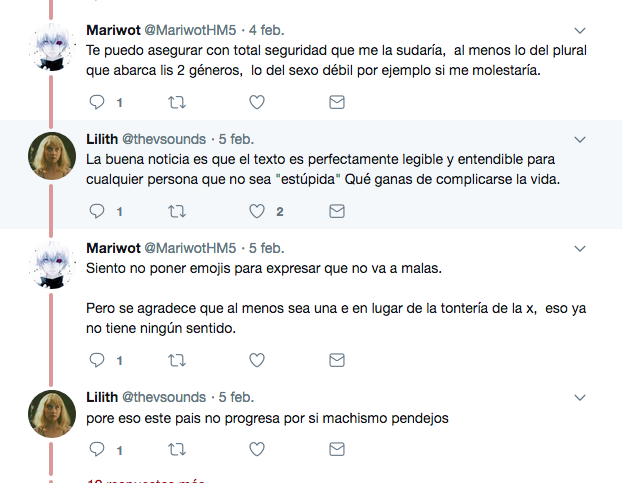 Mariwot @MariwotHM5 · 4 feb.
Te puedo asegurar con total seguridad que me la sudaría, al menos lo del plural
que abarca lis 2 géneros, lo del sexo débil por ejemplo si me molestaría.
1
Lilith @thevsounds · 5 feb.
La buena noticia es que el texto es perfectamente legible y entendible para
cualquier persona que no sea "estúpida" Qué ganas de complicarse la vida.
1 2
Mariwot @MariwotHM5 · 5 feb.
Siento no poner emojis para expresar que no va a malas.
Pero se agradece que al menos sea una e en lugar de la tontería de la x, eso ya
no tiene ningún sentido.
1
Lilith @thevsounds · 5 feb.
pore eso este pais no progresa por si machismo pendejos
1